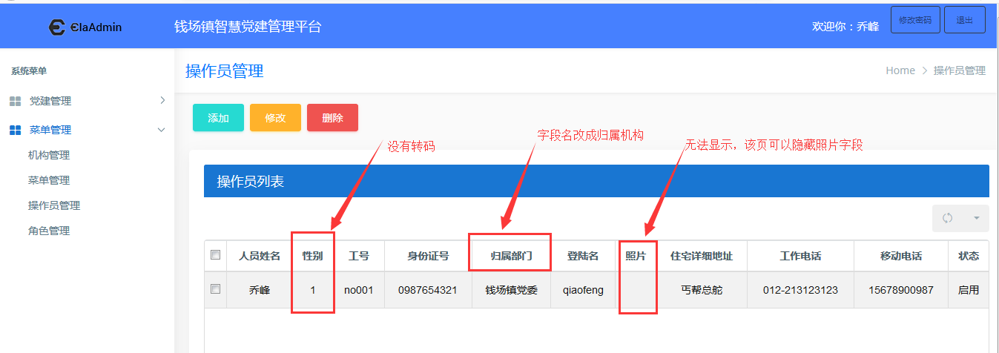 ElaAdmin
钱场镇智慧党建管理平台
欢迎你：乔峰
修改密码
退出
系统菜单
操作员管理
Home > 操作员管理
党建管理
添加
修改
删除
菜单管理
没有转码
字段名改成归属机构
无法显示，该页可以隐藏照片字段
机构管理
菜单管理
操作员管理
角色管理
操作员列表
人员姓名 性别 工号 身份证号 归属部门 登陆名 照片 住宅详细地址 工作电话 移动电话 状态
乔峰 1 no001 0987654321 钱场镇党委 qiaofeng 丐帮总舵 012-213123123 15678900987 启用